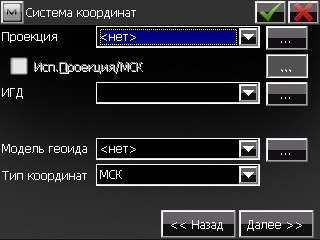 M Система координат
Проекция <нет> ...
Исп.Проекция/МСК ...
ИГД
Модель геоида <нет> ...
Тип координат МСК
<< Назад Далее >>